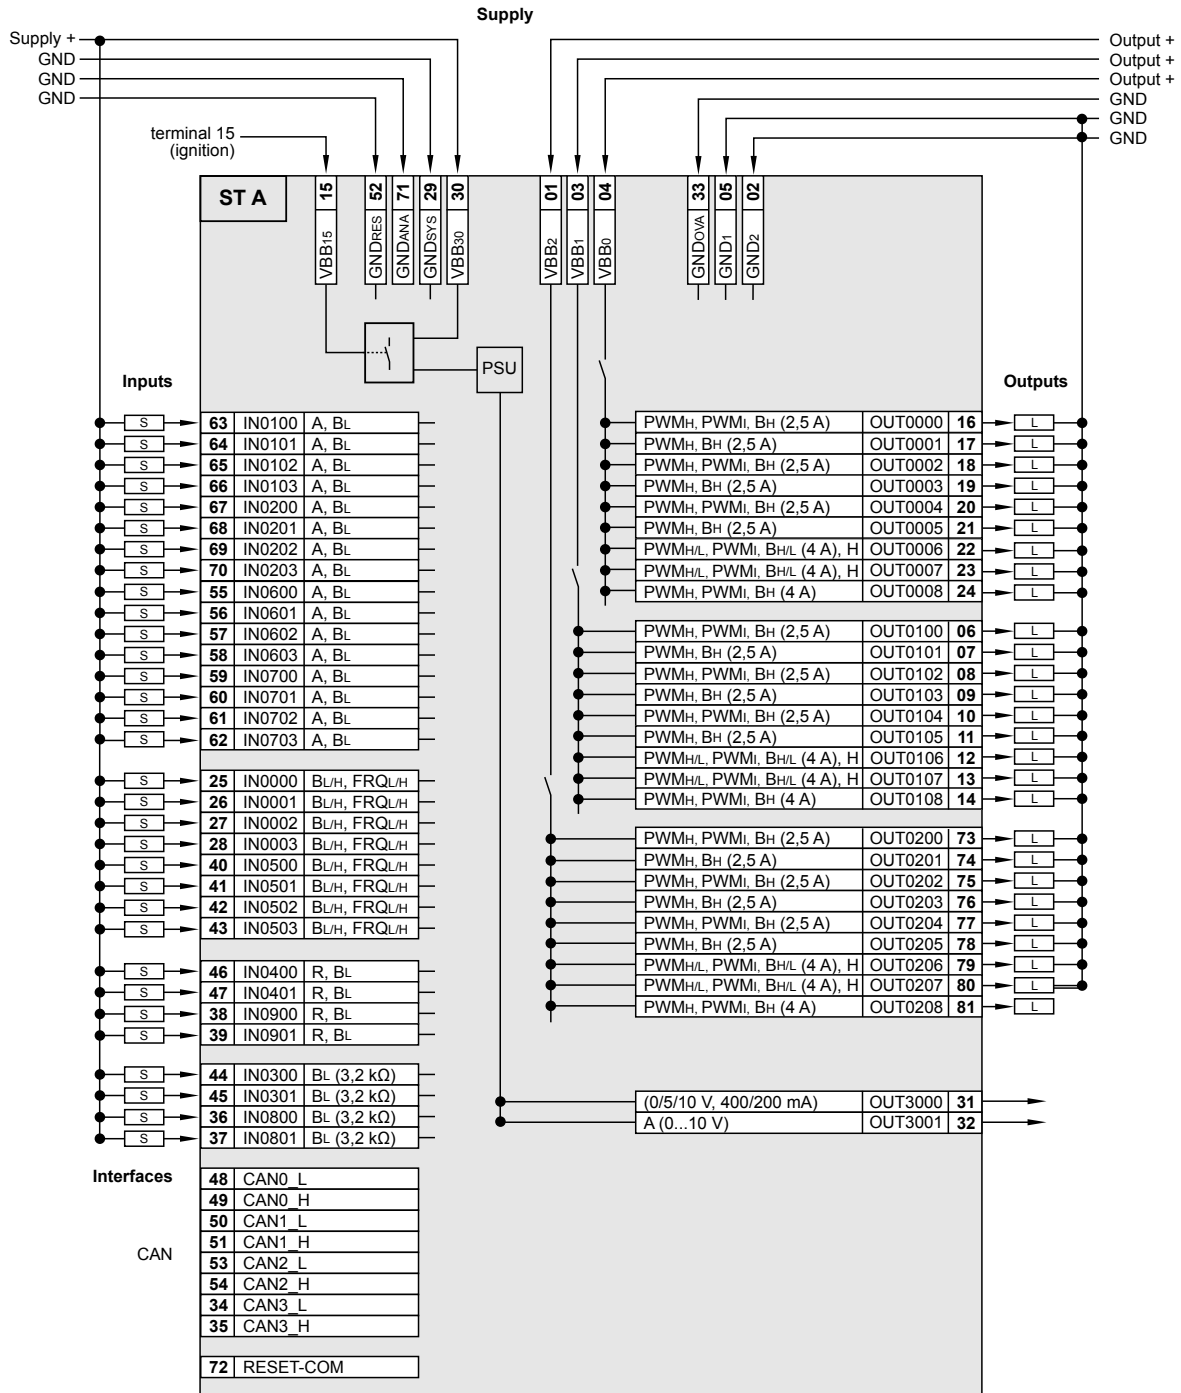 Supply
Supply +
GND
GND
GND
terminal 15
(ignition)
Output +
Output +
Output +
GND
GND
GND
ST A
15 VBB15
52 GNDRES
71 GNDANA
29 GNDSYS
30 VBB30
01 VBB2
03 VBB1
04 VBB0
33 GNDOVA
05 GND1
02 GND2
PSU
Inputs
S 63 IN0100 A, BL
S 64 IN0101 A, BL
S 65 IN0102 A, BL
S 66 IN0103 A, BL
S 67 IN0200 A, BL
S 68 IN0201 A, BL
S 69 IN0202 A, BL
S 70 IN0203 A, BL
S 55 IN0600 A, BL
S 56 IN0601 A, BL
S 57 IN0602 A, BL
S 58 IN0603 A, BL
S 59 IN0700 A, BL
S 60 IN0701 A, BL
S 61 IN0702 A, BL
S 62 IN0703 A, BL
S 25 IN0000 BL/H, FRQL/H
S 26 IN0001 BL/H, FRQL/H
S 27 IN0002 BL/H, FRQL/H
S 28 IN0003 BL/H, FRQL/H
S 40 IN0500 BL/H, FRQL/H
S 41 IN0501 BL/H, FRQL/H
S 42 IN0502 BL/H, FRQL/H
S 43 IN0503 BL/H, FRQL/H
S 46 IN0400 R, BL
S 47 IN0401 R, BL
S 38 IN0900 R, BL
S 39 IN0901 R, BL
S 44 IN0300 BL (3,2 kΩ)
S 45 IN0301 BL (3,2 kΩ)
S 36 IN0800 BL (3,2 kΩ)
S 37 IN0801 BL (3,2 kΩ)
Interfaces
CAN
48 CAN0_L
49 CAN0_H
50 CAN1_L
51 CAN1_H
53 CAN2_L
54 CAN2_H
34 CAN3_L
35 CAN3_H
72 RESET-COM
Outputs
PWMH, PWMI, BH (2,5 A) OUT0000 16 L
PWMH, BH (2,5 A) OUT0001 17 L
PWMH, PWMI, BH (2,5 A) OUT0002 18 L
PWMH, BH (2,5 A) OUT0003 19 L
PWMH, PWMI, BH (2,5 A) OUT0004 20 L
PWMH, BH (2,5 A) OUT0005 21 L
PWMH/L, PWMI, BH/L (4 A), H OUT0006 22 L
PWMH/L, PWMI, BH/L (4 A), H OUT0007 23 L
PWMH, PWMI, BH (4 A) OUT0008 24 L
PWMH, PWMI, BH (2,5 A) OUT0100 06 L
PWMH, BH (2,5 A) OUT0101 07 L
PWMH, PWMI, BH (2,5 A) OUT0102 08 L
PWMH, BH (2,5 A) OUT0103 09 L
PWMH, PWMI, BH (2,5 A) OUT0104 10 L
PWMH, BH (2,5 A) OUT0105 11 L
PWMH/L, PWMI, BH/L (4 A), H OUT0106 12 L
PWMH/L, PWMI, BH/L (4 A), H OUT0107 13 L
PWMH, PWMI, BH (4 A) OUT0108 14 L
PWMH, PWMI, BH (2,5 A) OUT0200 73 L
PWMH, BH (2,5 A) OUT0201 74 L
PWMH, PWMI, BH (2,5 A) OUT0202 75 L
PWMH, BH (2,5 A) OUT0203 76 L
PWMH, PWMI, BH (2,5 A) OUT0204 77 L
PWMH, BH (2,5 A) OUT0205 78 L
PWMH/L, PWMI, BH/L (4 A), H OUT0206 79 L
PWMH/L, PWMI, BH/L (4 A), H OUT0207 80 L
PWMH, PWMI, BH (4 A) OUT0208 81 L
(0/5/10 V, 400/200 mA) OUT3000 31
A (0...10 V) OUT3001 32